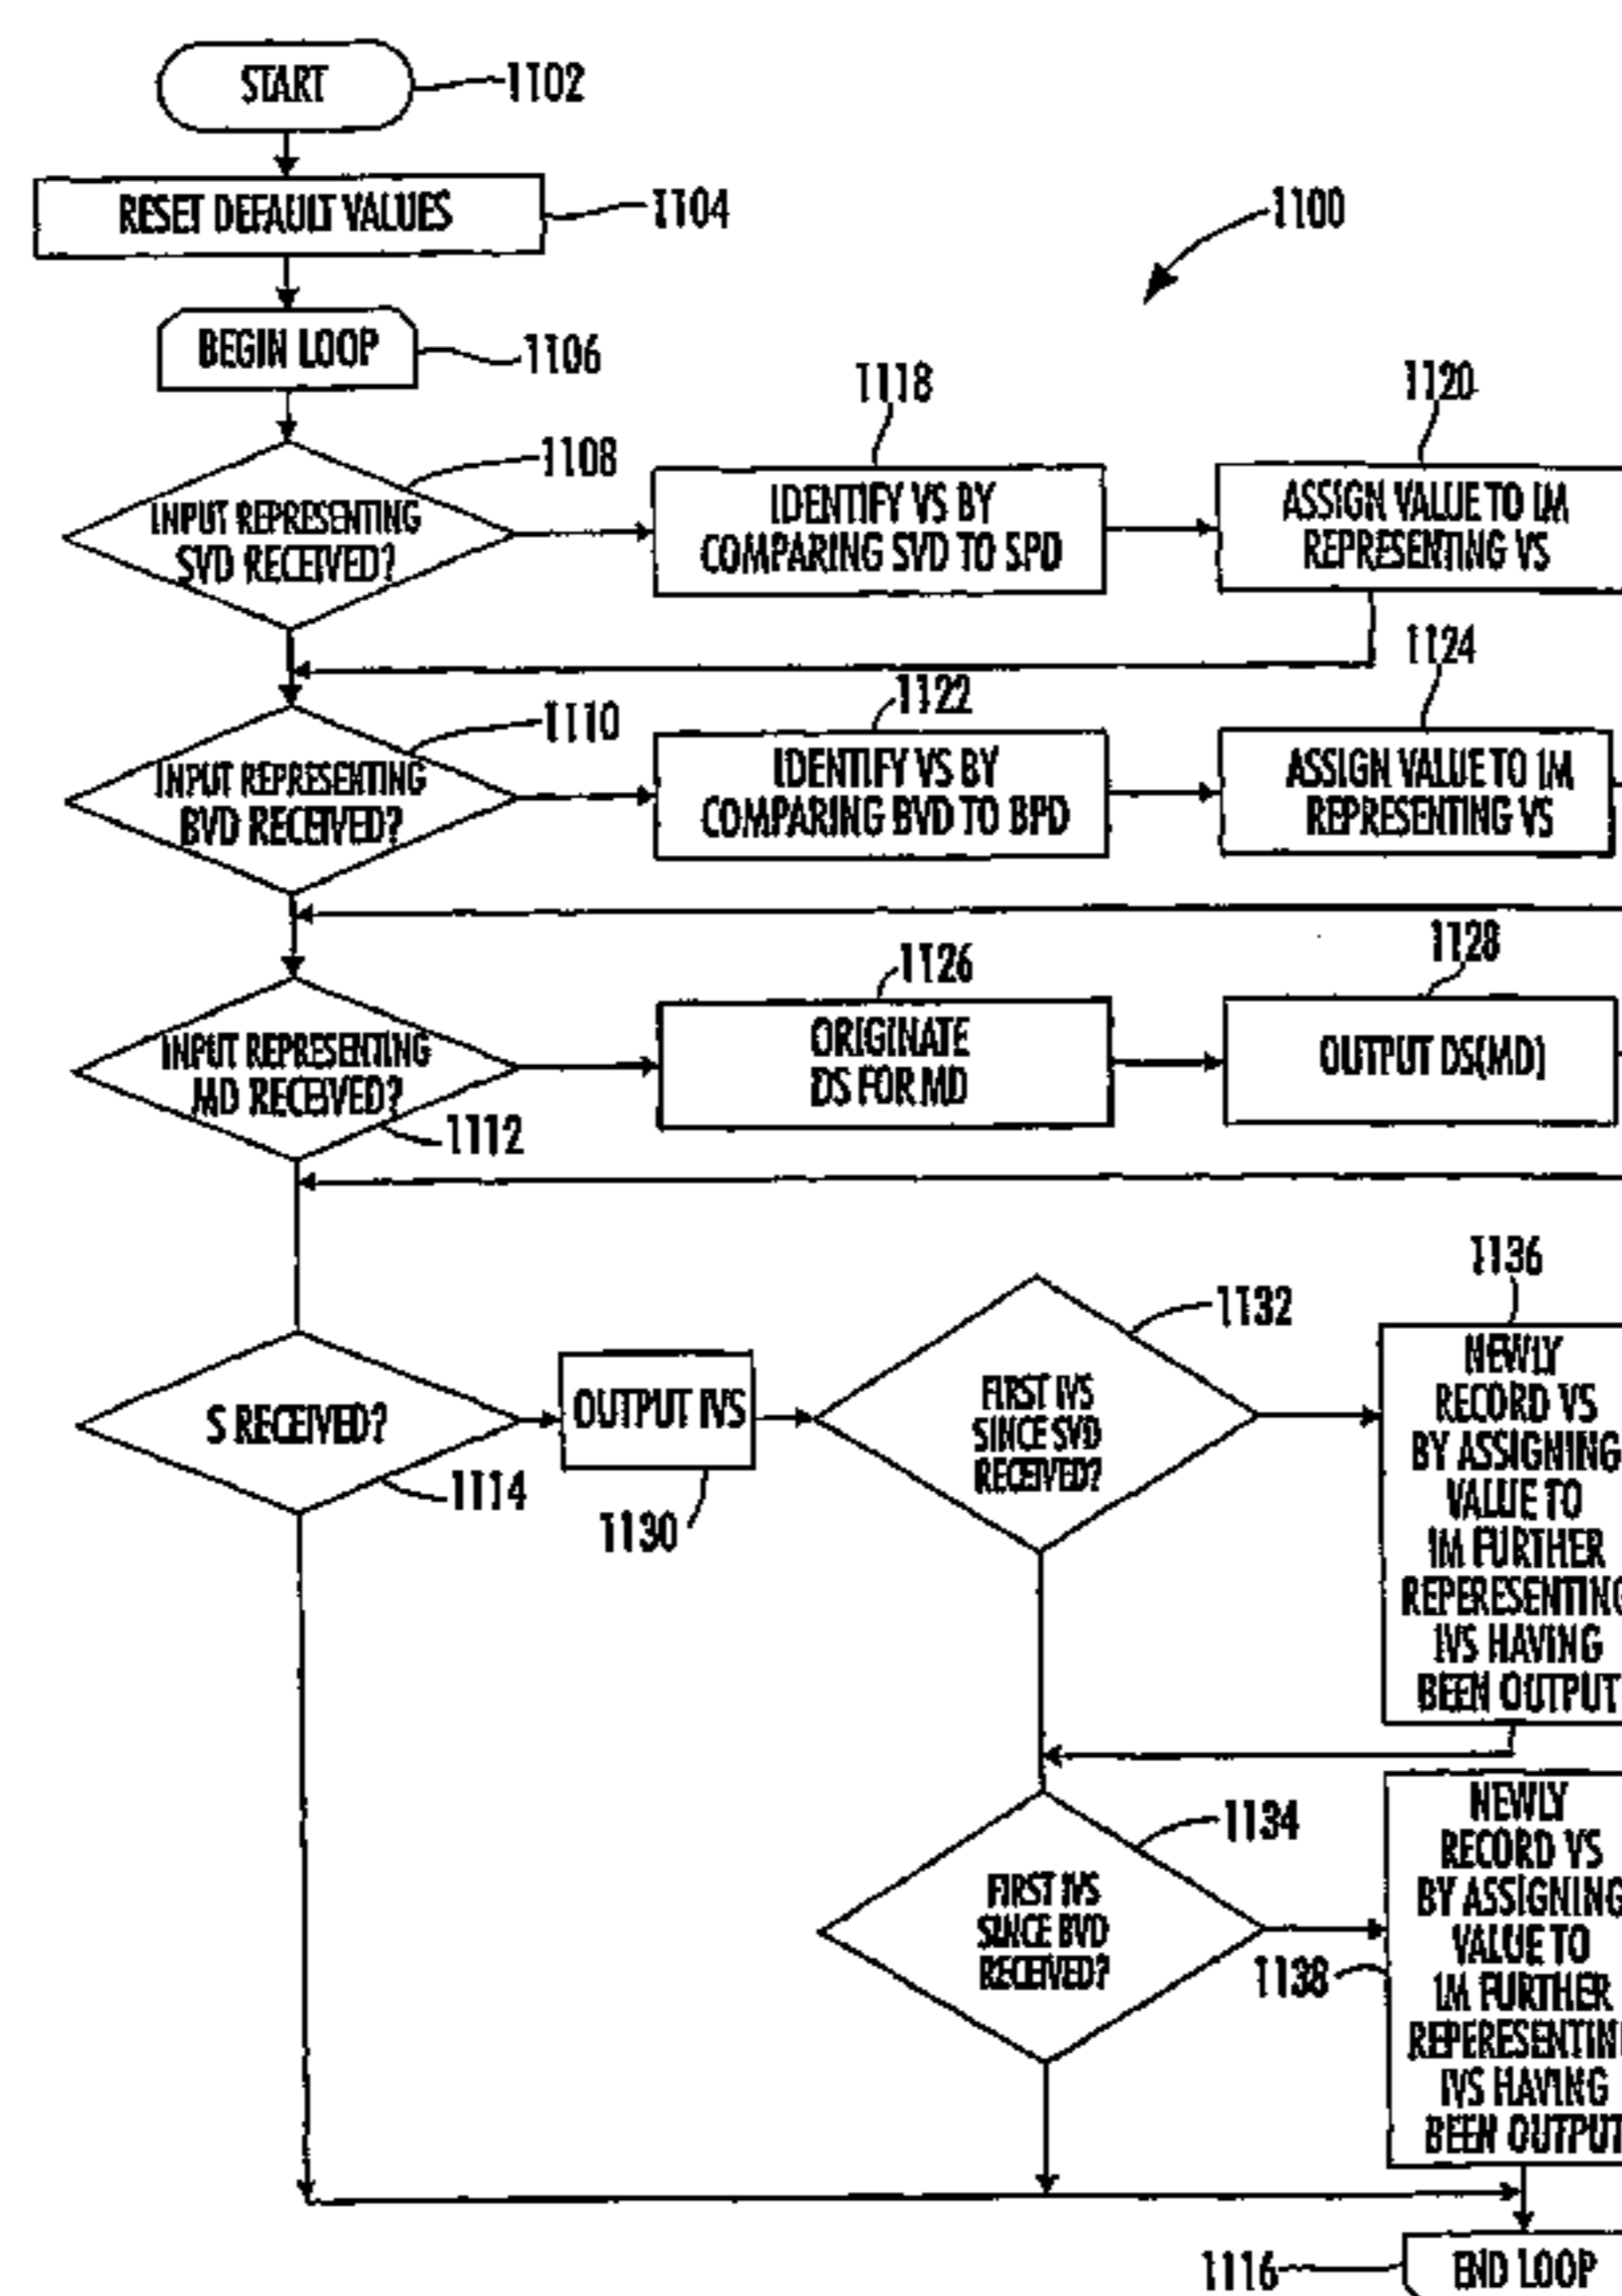 START
1102
RESET DEFAULT VALUES
1104
1100
BEGIN LOOP
1106
1108
INPUT REPRESENTING
SVD RECEIVED?
1118
IDENTIFY VS BY
COMPARING SVD TO SPD
1120
ASSIGN VALUE TO IM
REPRESENTING VS
1110
INPUT REPRESENTING
BVD RECEIVED?
1122
IDENTIFY VS BY
COMPARING BVD TO BPD
1124
ASSIGN VALUE TO IM
REPRESENTING VS
INPUT REPRESENTING
MD RECEIVED?
1112
1126
ORIGINATE
DS FOR MD
1128
OUTPUT DS(MD)
S RECEIVED?
1114
OUTPUT IVS
1130
1132
FIRST IVS
SINCE SVD
RECEIVED?
1136
NEWLY
RECORD VS
BY ASSIGNING
VALUE TO
IM FURTHER
REPERESENTING
IVS HAVING
BEEN OUTPUT
1134
FIRST IVS
SINCE BVD
RECEIVED?
1138
NEWLY
RECORD VS
BY ASSIGNING
VALUE TO
IM FURTHER
REPERESENTING
IVS HAVING
BEEN OUTPUT
1116
END LOOP